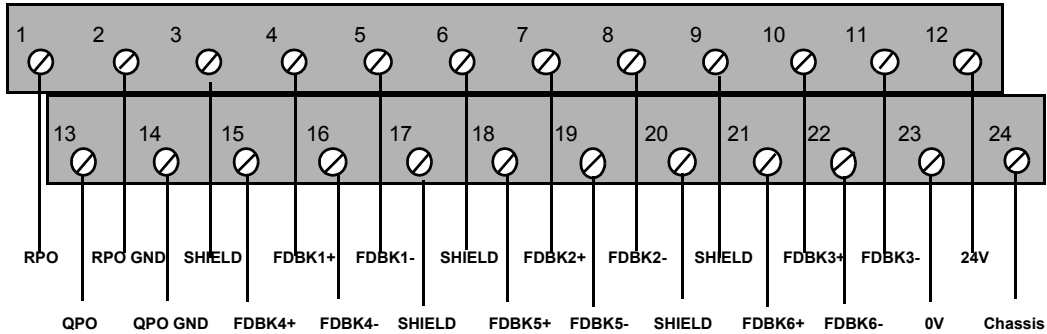 1 2 3 4 5 6 7 8 9 10 11 12
13 14 15 16 17 18 19 20 21 22 23 24
RPO RPO GND SHIELD FDBK1+ FDBK1- SHIELD FDBK2+ FDBK2- SHIELD FDBK3+ FDBK3- 24V
QPO QPO GND FDBK4+ FDBK4- SHIELD FDBK5+ FDBK5- SHIELD FDBK6+ FDBK6- 0V Chassis